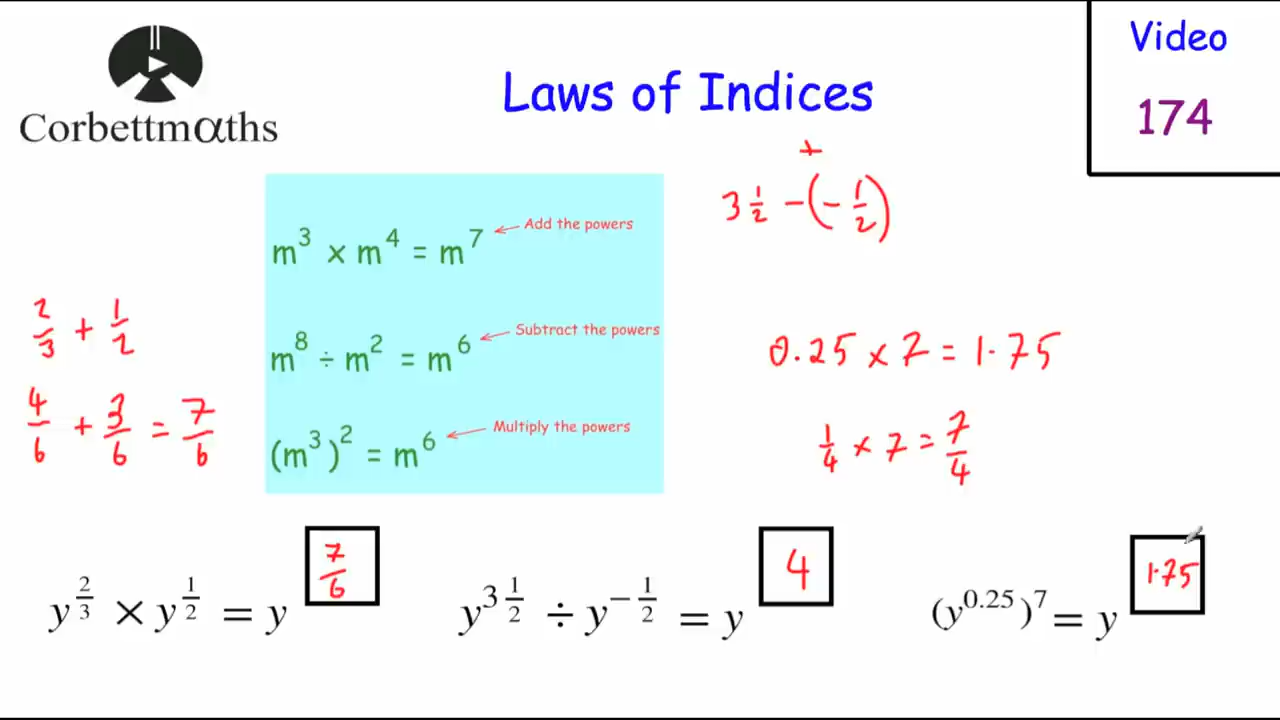 Video
174
Corbettmαths
Laws of Indices
+
3 1/2 - (- 1/2)
m³ × m⁴ = m⁷ Add the powers
m⁸ ÷ m² = m⁶ Subtract the powers
(m³)² = m⁶ Multiply the powers
2/3 + 1/2
4/6 + 3/6 = 7/6
0.25 × 7 = 1.75
1/4 × 7 = 7/4
y^(2/3) × y^(1/2) = y^(7/6)
y^(3 1/2) ÷ y^(-1/2) = y^4
(y^0.25)^7 = y^1.75